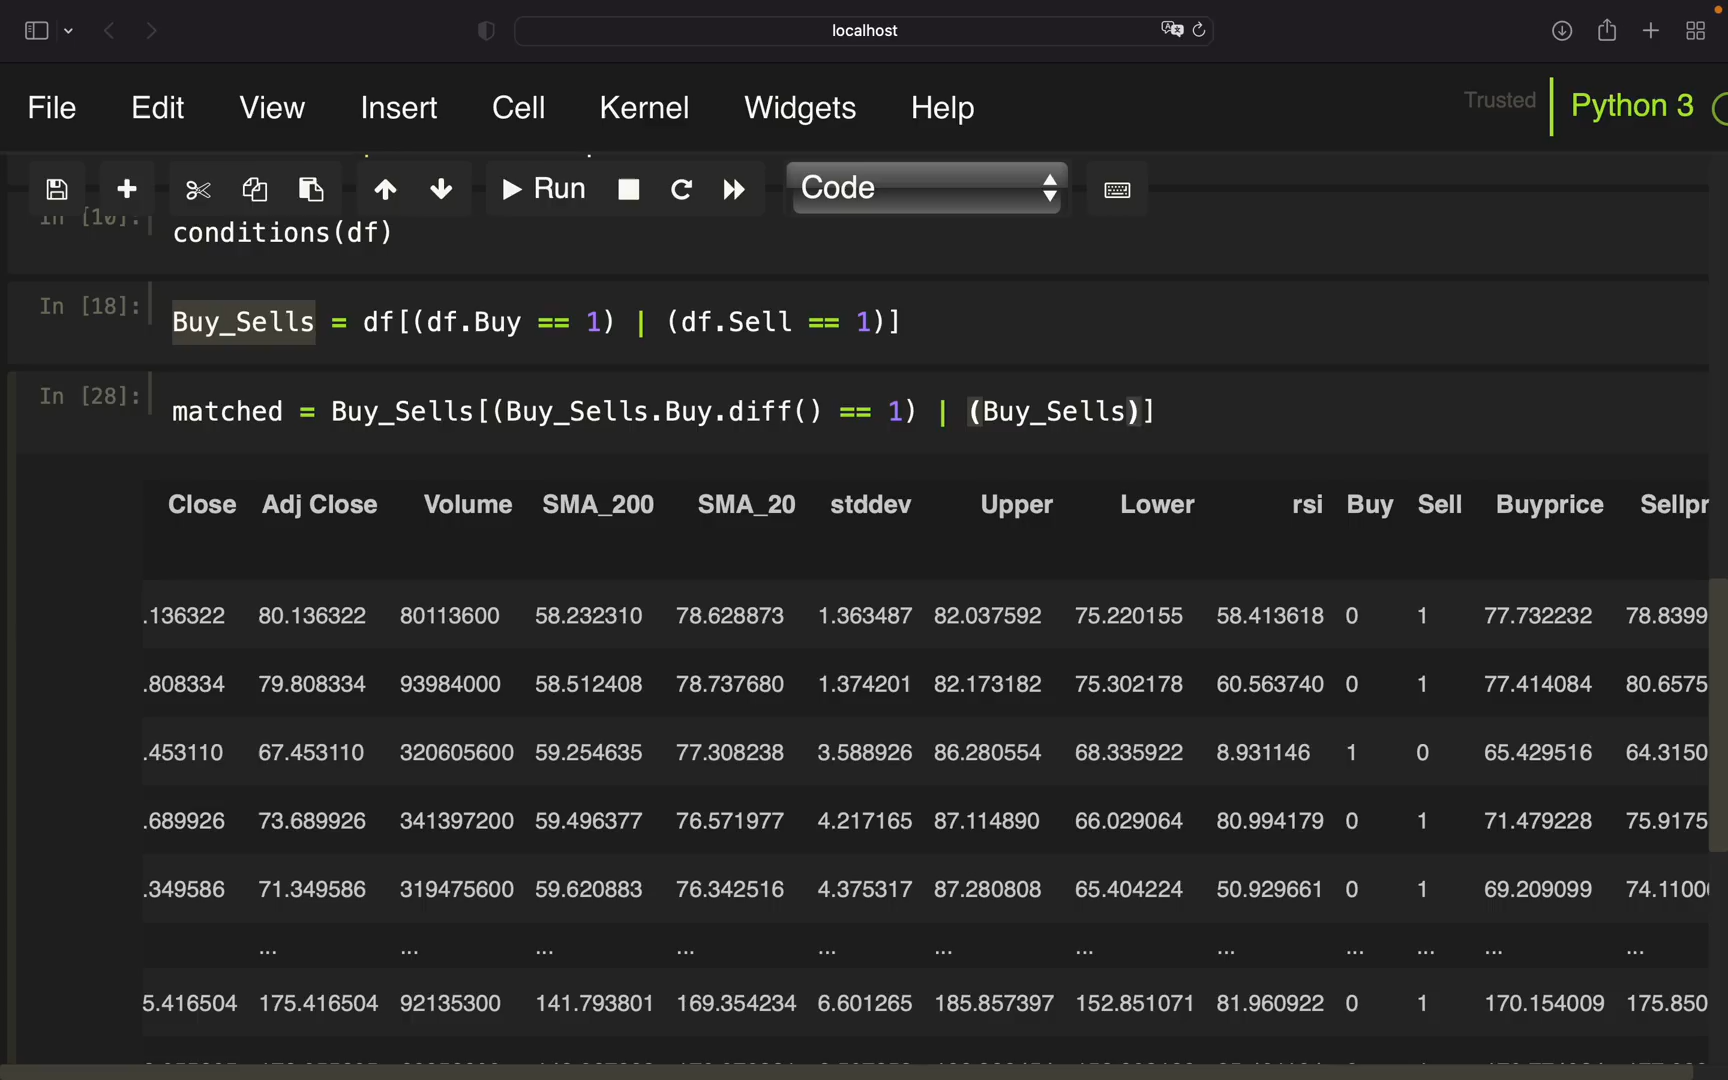 localhost
File Edit View Insert Cell Kernel Widgets Help Trusted Python 3
Run Code
In [10]:
conditions(df)
In [18]: Buy_Sells = df[(df.Buy == 1) | (df.Sell == 1)]
In [28]: matched = Buy_Sells[(Buy_Sells.Buy.diff() == 1) | (Buy_Sells)]
Close Adj Close Volume SMA_200 SMA_20 stddev Upper Lower rsi Buy Sell Buyprice Sellpr
.136322 80.136322 80113600 58.232310 78.628873 1.363487 82.037592 75.220155 58.413618 0 1 77.732232 78.8399
.808334 79.808334 93984000 58.512408 78.737680 1.374201 82.173182 75.302178 60.563740 0 1 77.414084 80.6575
.453110 67.453110 320605600 59.254635 77.308238 3.588926 86.280554 68.335922 8.931146 1 0 65.429516 64.3150
.689926 73.689926 341397200 59.496377 76.571977 4.217165 87.114890 66.029064 80.994179 0 1 71.479228 75.9175
.349586 71.349586 319475600 59.620883 76.342516 4.375317 87.280808 65.404224 50.929661 0 1 69.209099 74.1100
... ... ... ... ... ... ... ... ... ... ... ...
5.416504 175.416504 92135300 141.793801 169.354234 6.601265 185.857397 152.851071 81.960922 0 1 170.154009 175.850